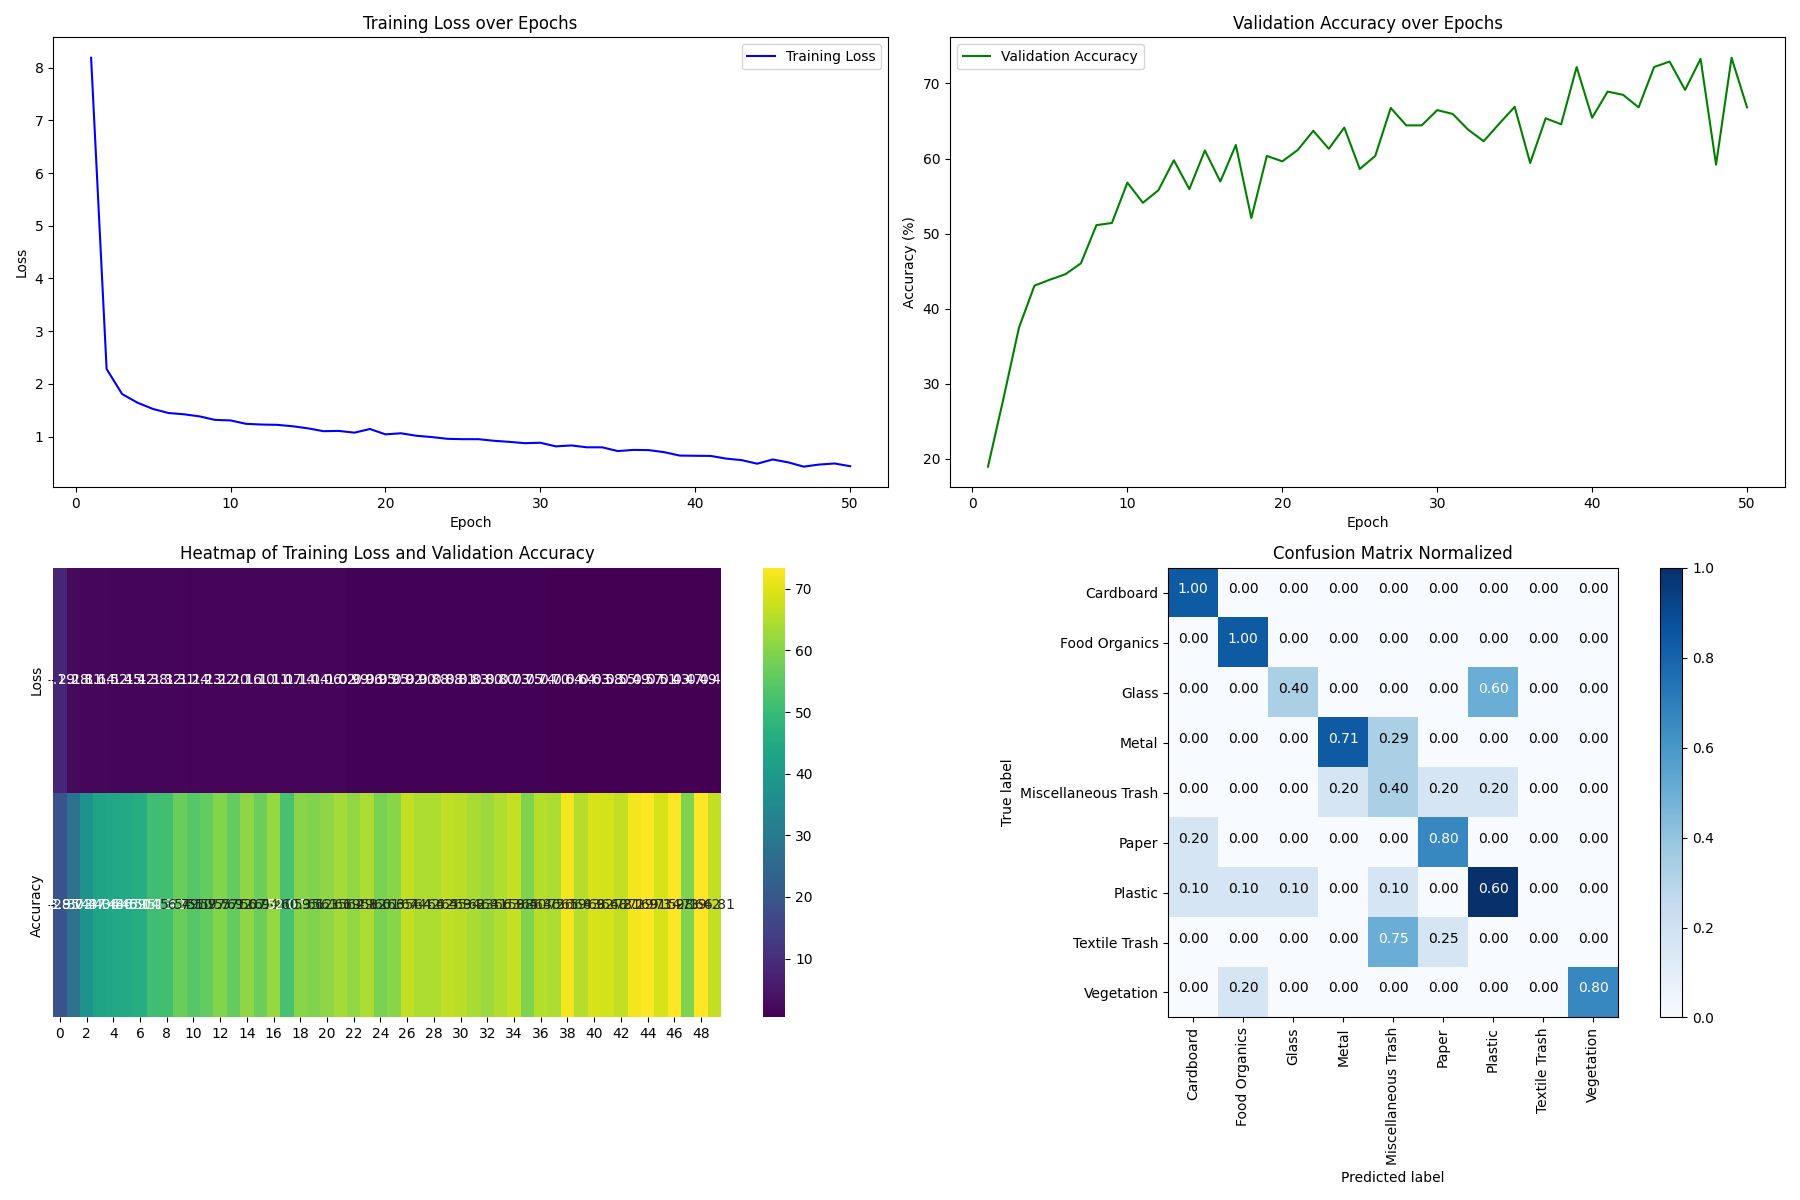 Training Loss over Epochs
Training Loss
8
7
6
5
4
3
2
1
Loss
0 10 20 30 40 50
Epoch
Validation Accuracy over Epochs
Validation Accuracy
70
60
50
40
30
20
Accuracy (%)
0 10 20 30 40 50
Epoch
Heatmap of Training Loss and Validation Accuracy
Loss
Accuracy
0 2 4 6 8 10 12 14 16 18 20 22 24 26 28 30 32 34 36 38 40 42 44 46 48
70
60
50
40
30
20
10
Confusion Matrix Normalized
True label
Cardboard 1.00 0.00 0.00 0.00 0.00 0.00 0.00 0.00 0.00
Food Organics 0.00 1.00 0.00 0.00 0.00 0.00 0.00 0.00 0.00
Glass 0.00 0.00 0.40 0.00 0.00 0.00 0.60 0.00 0.00
Metal 0.00 0.00 0.00 0.71 0.29 0.00 0.00 0.00 0.00
Miscellaneous Trash 0.00 0.00 0.00 0.20 0.40 0.20 0.20 0.00 0.00
Paper 0.20 0.00 0.00 0.00 0.00 0.80 0.00 0.00 0.00
Plastic 0.10 0.10 0.10 0.00 0.10 0.00 0.60 0.00 0.00
Textile Trash 0.00 0.00 0.00 0.00 0.75 0.25 0.00 0.00 0.00
Vegetation 0.00 0.20 0.00 0.00 0.00 0.00 0.00 0.00 0.80
Cardboard
Food Organics
Glass
Metal
Miscellaneous Trash
Paper
Plastic
Textile Trash
Vegetation
Predicted label
1.0
0.8
0.6
0.4
0.2
0.0